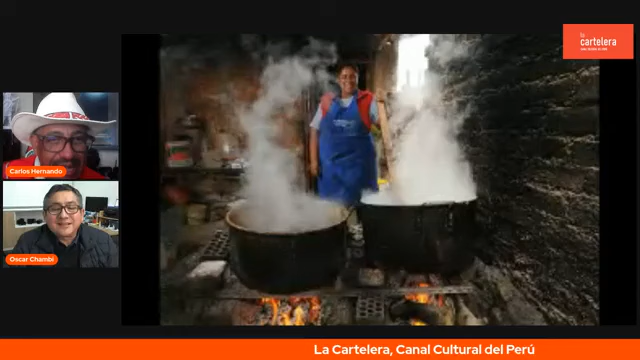 la
cartelera
Carlos Hernando
Oscar Chambi
La Cartelera, Canal Cultural del Perú